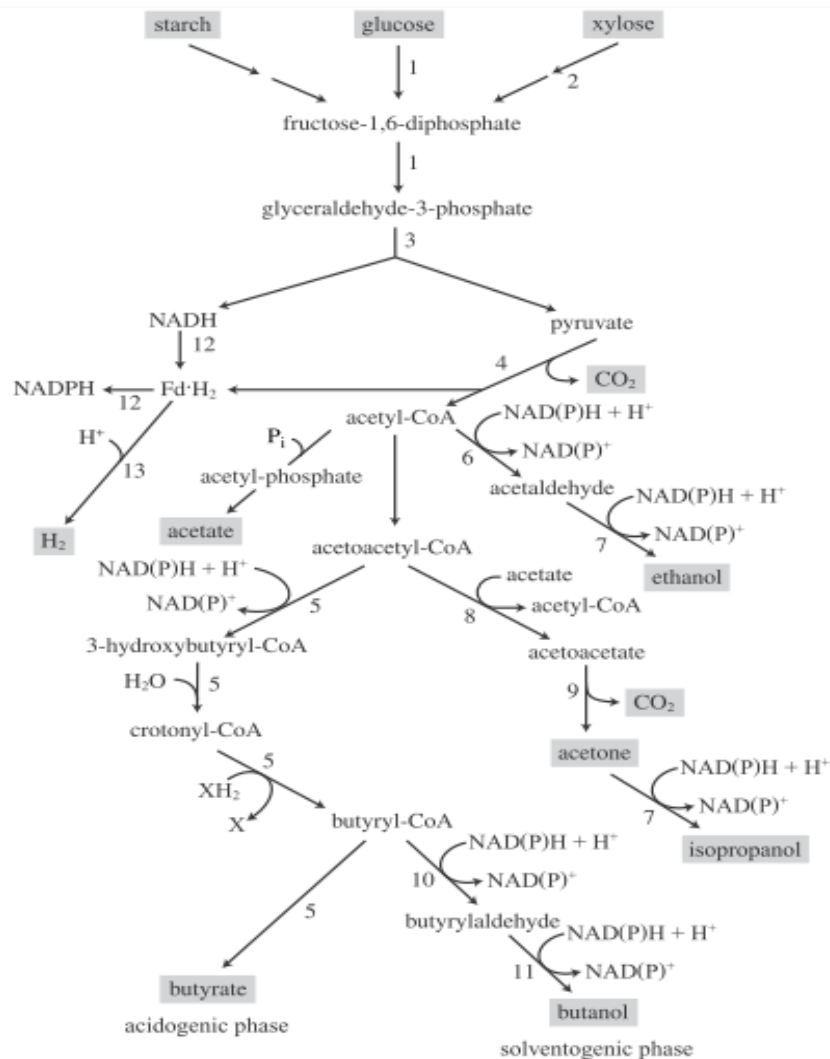 starch glucose xylose
1
2
fructose-1,6-diphosphate
1
glyceraldehyde-3-phosphate
3
NADH
pyruvate
12
4
CO₂
NADPH
12
Fd·H₂
acetyl-CoA
NAD(P)H + H⁺
6
NAD(P)⁺
H⁺
13
H₂
Pᵢ
acetyl-phosphate
acetate
acetaldehyde
NAD(P)H + H⁺
7
NAD(P)⁺
ethanol
acetoacetyl-CoA
NAD(P)H + H⁺
NAD(P)⁺
5
acetate
8
acetyl-CoA
3-hydroxybutyryl-CoA
acetoacetate
H₂O
5
9
CO₂
crotonyl-CoA
acetone
5
XH₂
X
NAD(P)H + H⁺
7
NAD(P)⁺
isopropanol
butyryl-CoA
NAD(P)H + H⁺
10
NAD(P)⁺
5
butyrylaldehyde
NAD(P)H + H⁺
11
NAD(P)⁺
butyrate
butanol
acidogenic phase
solventogenic phase